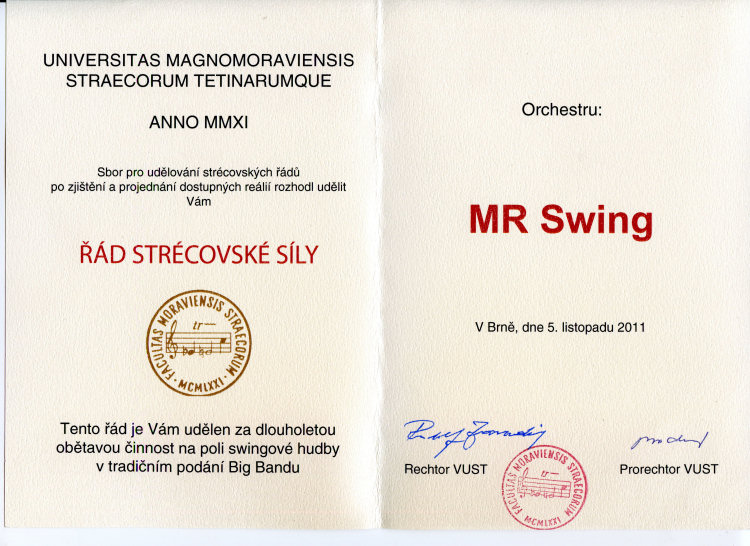 UNIVERSITAS MAGNOMORAVIENSIS
STRAECORUM TETINARUMQUE
ANNO MMXI
Sbor pro udělování strécovských řádů
po zjištění a projednání dostupných reálií rozhodl udělit
Vám
ŘÁD STRÉCOVSKÉ SÍLY
FACULTAS MORAVIENSIS STRAECORUM
tr
· MCMLXXI ·
Tento řád je Vám udělen za dlouholetou
obětavou činnost na poli swingové hudby
v tradičním podání Big Bandu
Orchestru:
MR Swing
V Brně, dne 5. listopadu 2011
Rechtor VUST
Prorechtor VUST
FACULTAS MORAVIENSIS STRAECORUM
tr
· MCMLXXI ·